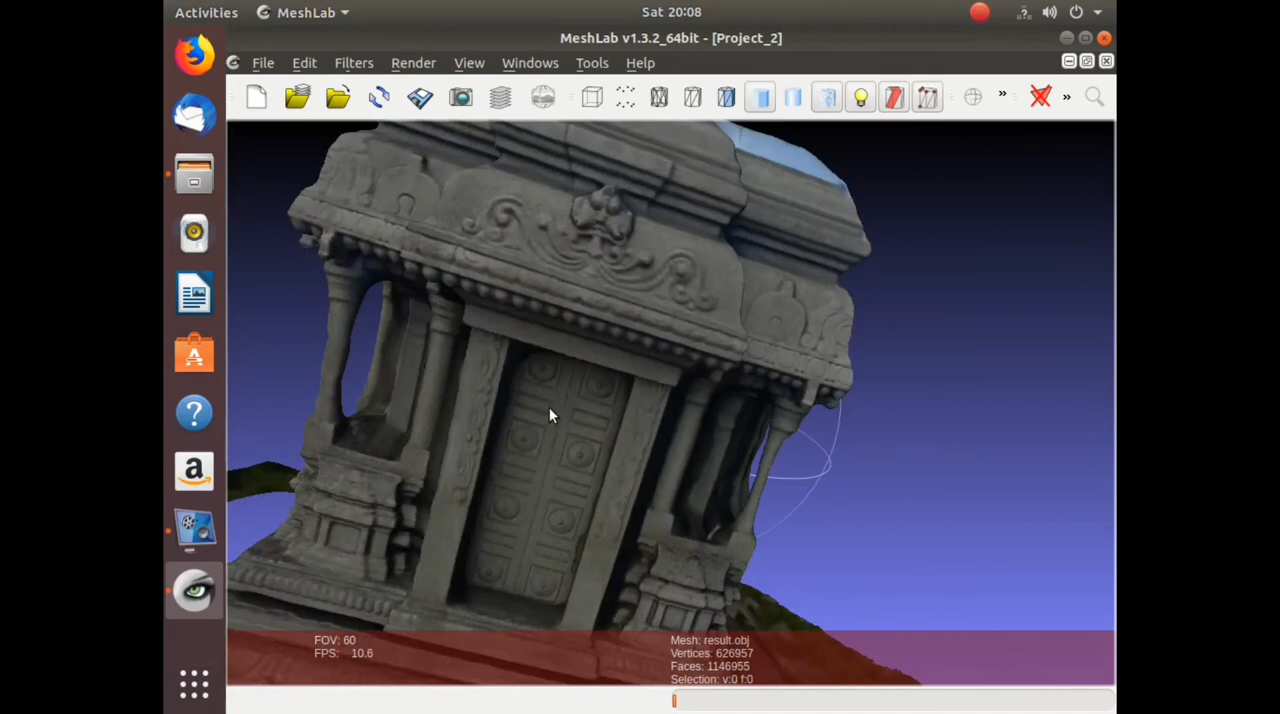 Activities MeshLab Sat 20:08
MeshLab v1.3.2_64bit - [Project_2]
File Edit Filters Render View Windows Tools Help
FOV: 60
FPS: 10.6
Mesh: result.obj
Vertices: 626957
Faces: 1146955
Selection: v:0 f:0